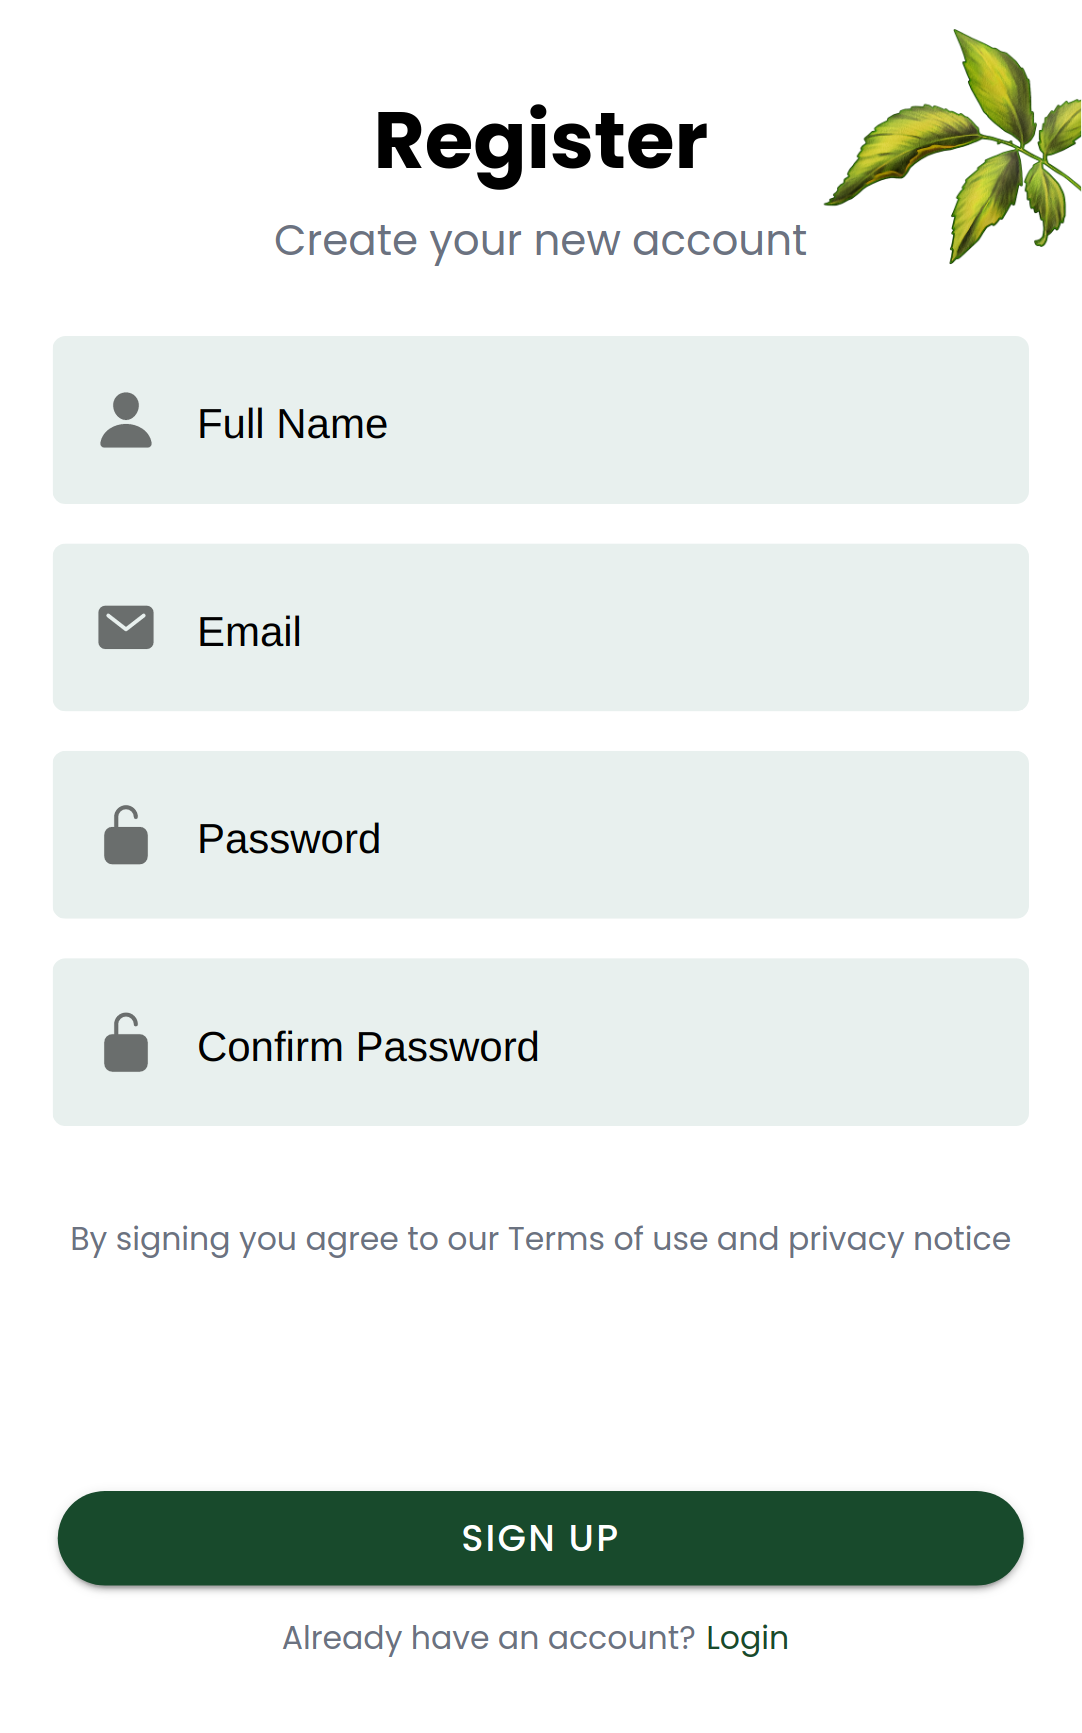 Register
Create your new account
Full Name
Email
Password
Confirm Password
By signing you agree to our Terms of use and privacy notice
SIGN UP
Already have an account? Login